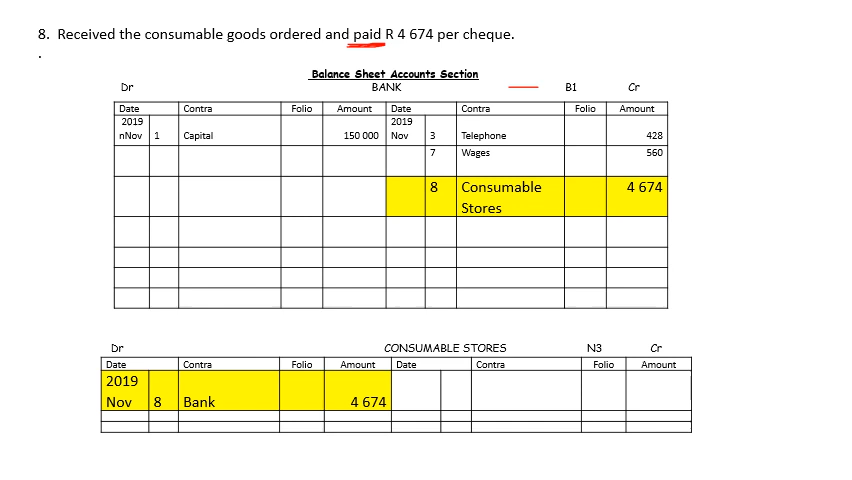 8. Received the consumable goods ordered and paid R 4 674 per cheque.
.
Balance Sheet Accounts Section
Dr BANK B1 Cr
Date Contra Folio Amount Date Contra Folio Amount
2019 2019
nNov 1 Capital 150 000 Nov 3 Telephone 428
7 Wages 560
8 Consumable 4 674
Stores
Dr CONSUMABLE STORES N3 Cr
Date Contra Folio Amount Date Contra Folio Amount
2019
Nov 8 Bank 4 674